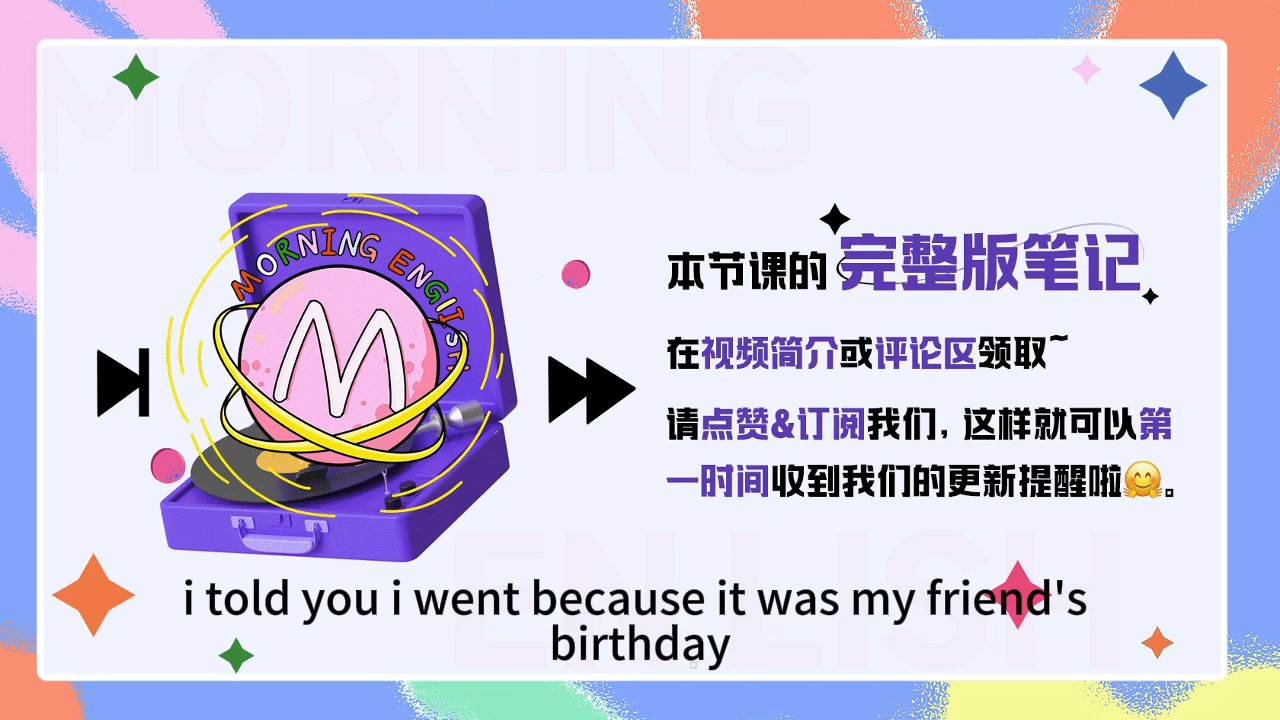 MORNING
MORNING ENGLISH
M
本节课的完整版笔记
在视频简介或评论区领取~
请点赞&订阅我们，这样就可以第
一时间收到我们的更新提醒啦🤗。
ENLISH
i told you i went because it was my friend's
birthday